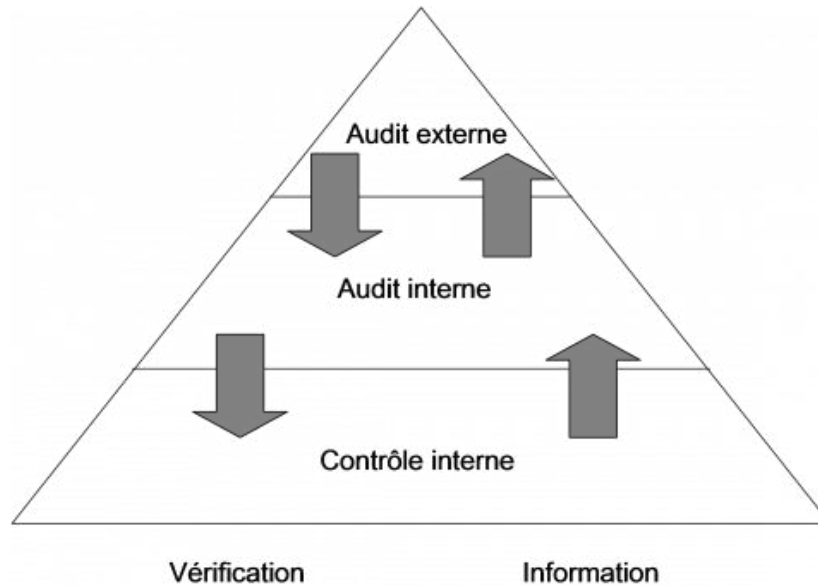 Audit externe
Audit interne
Contrôle interne
Vérification
Information